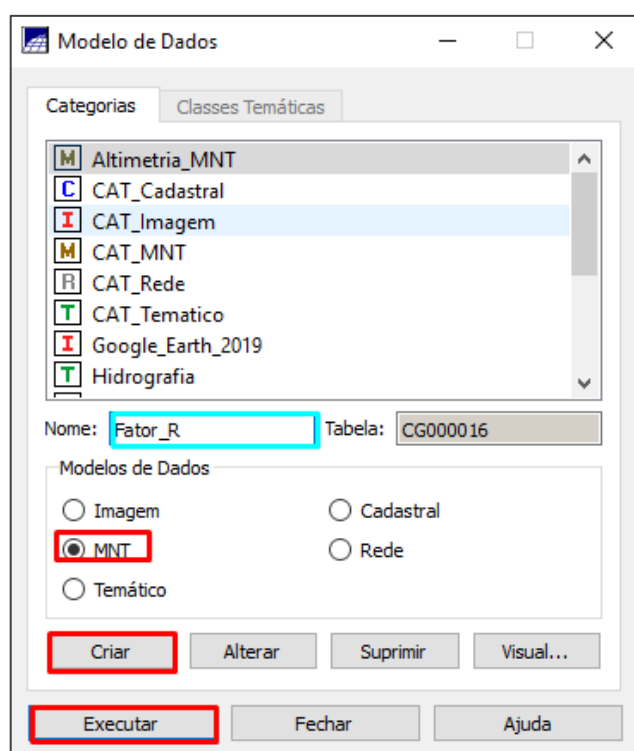 Modelo de Dados
Categorias Classes Temáticas
M Altimetria_MNT
C CAT_Cadastral
I CAT_Imagem
M CAT_MNT
R CAT_Rede
T CAT_Tematico
I Google_Earth_2019
T Hidrografia
Nome: Fator_R Tabela: CG000016
Modelos de Dados
Imagem Cadastral
MNT Rede
Temático
Criar Alterar Suprimir Visual...
Executar Fechar Ajuda